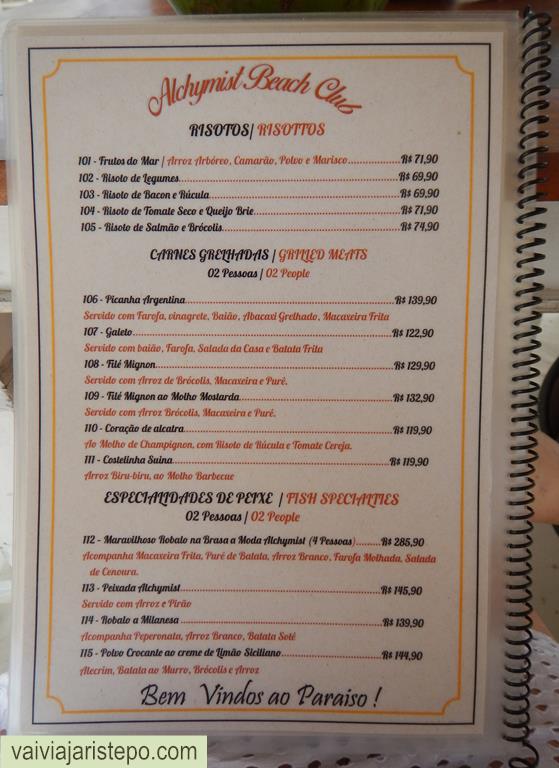 Alchymist Beach Club
RISOTOS/ RISOTTOS
101 - Frutos do Mar / Arroz Arbóreo, Camarão, Polvo e Marisco....................R$ 71,90
102 - Risoto de Legumes....................R$ 69,90
103 - Risoto de Bacon e Rúcula....................R$ 69,90
104 - Risoto de Tomate Seco e Queijo Brie....................R$ 71,90
105 - Risoto de Salmão e Brócolis....................R$ 74,90
CARNES GRELHADAS / GRILLED MEATS
02 Pessoas / 02 People
106 - Picanha Argentina....................R$ 139,90
Servido com Farofa, vinagrete, Baião, Abacaxi Grelhado, Macaxeira Frita
107 - Galeto....................R$ 122,90
Servido com baião, Farofa, Salada da Casa e Batata Frita
108 - Filé Mignon....................R$ 129,90
Servido com Arroz de Brócolis, Macaxeira e Purê.
109 - Filé Mignon ao Molho Mostarda....................R$ 132,90
Servido com Arroz Brócolis, Macaxeira e Purê.
110 - Coração de alcatra....................R$ 119,90
Ao Molho de Champignon, com Risoto de Rúcula e Tomate Cereja.
111 - Costelinha Suina....................R$ 119,90
Arroz Biru-biru, ao Molho Barbecue
ESPECIALIDADES DE PEIXE / FISH SPECIALTIES
02 Pessoas / 02 People
112 - Maravilhoso Robalo na Brasa a Moda Alchymist (4 Pessoas)..........R$ 285,90
Acompanha Macaxeira Frita, Purê de Batata, Arroz Branco, Farofa Molhada, Salada
de Cenoura.
113 - Peixada Alchymist....................R$ 145,90
Servido com Arroz e Pirão
114 - Robalo a Milanesa ....................R$ 139,90
Acompanha Peperonata, Arroz Branco, Batata Soté
115 - Polvo Crocante ao creme de Limão Siciliano....................R$ 144,90
Alecrim, Batata ao Murro, Brócolis e Arroz
Bem Vindos ao Paraiso !
vaiviajaristepo.com